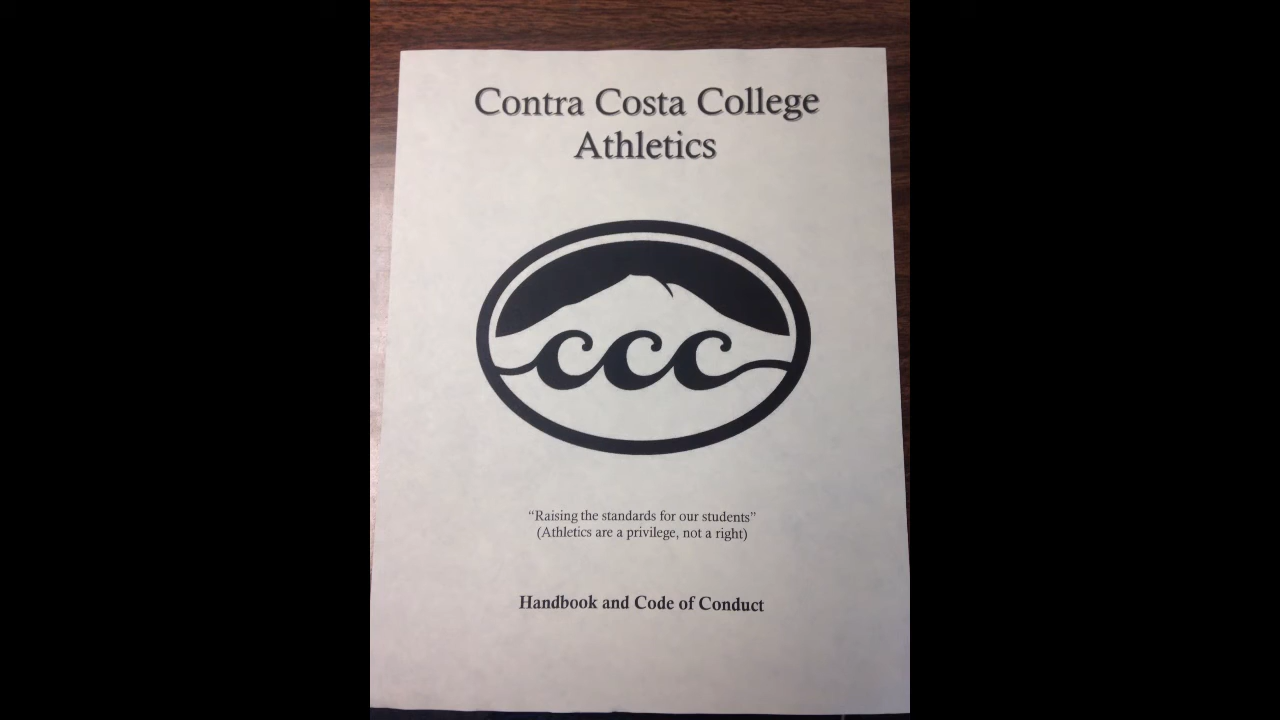 Contra Costa College
Athletics
ccc
“Raising the standards for our students”
(Athletics are a privilege, not a right)
Handbook and Code of Conduct